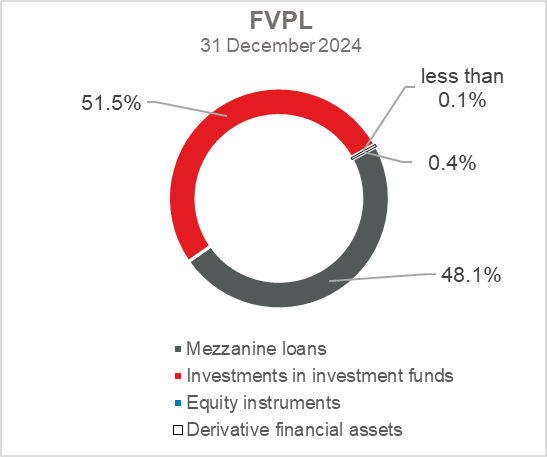 FVPL
31 December 2024
less than
0.1%
51.5%
0.4%
48.1%
Mezzanine loans
Investments in investment funds
Equity instruments
Derivative financial assets